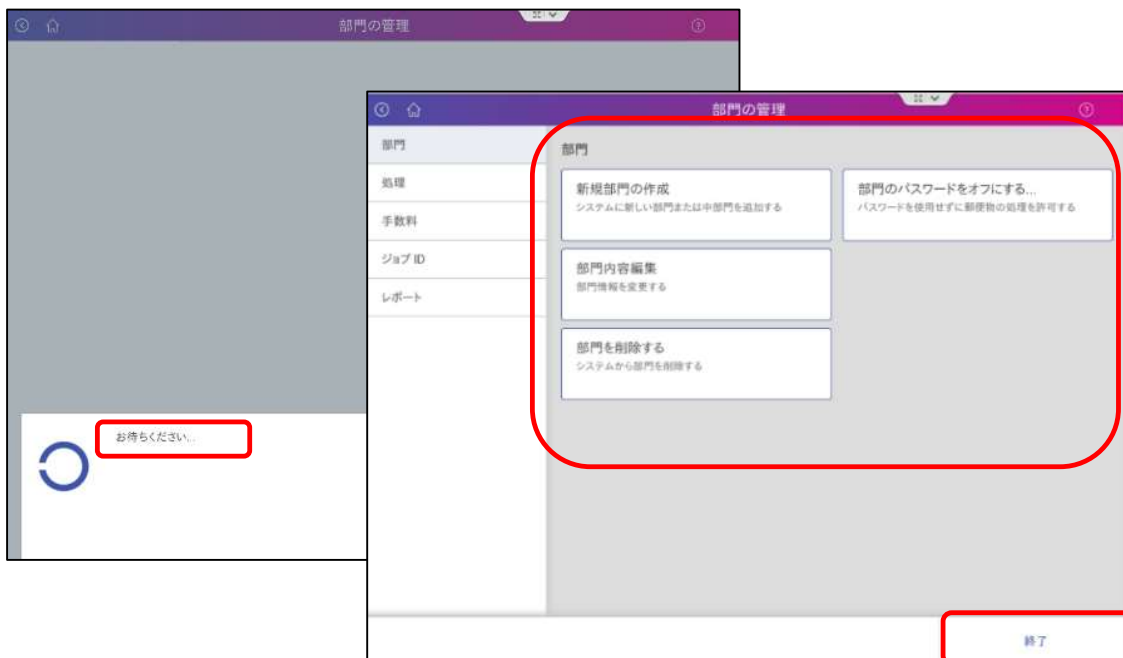 部門の管理
お待ちください...
部門の管理
部門
処理
手数料
ジョブ ID
レポート
部門
新規部門の作成
システムに新しい部門または中部門を追加する
部門のパスワードをオフにする...
パスワードを使用せずに郵便物の処理を許可する
部門内容編集
部門情報を変更する
部門を削除する
システムから部門を削除する
終了